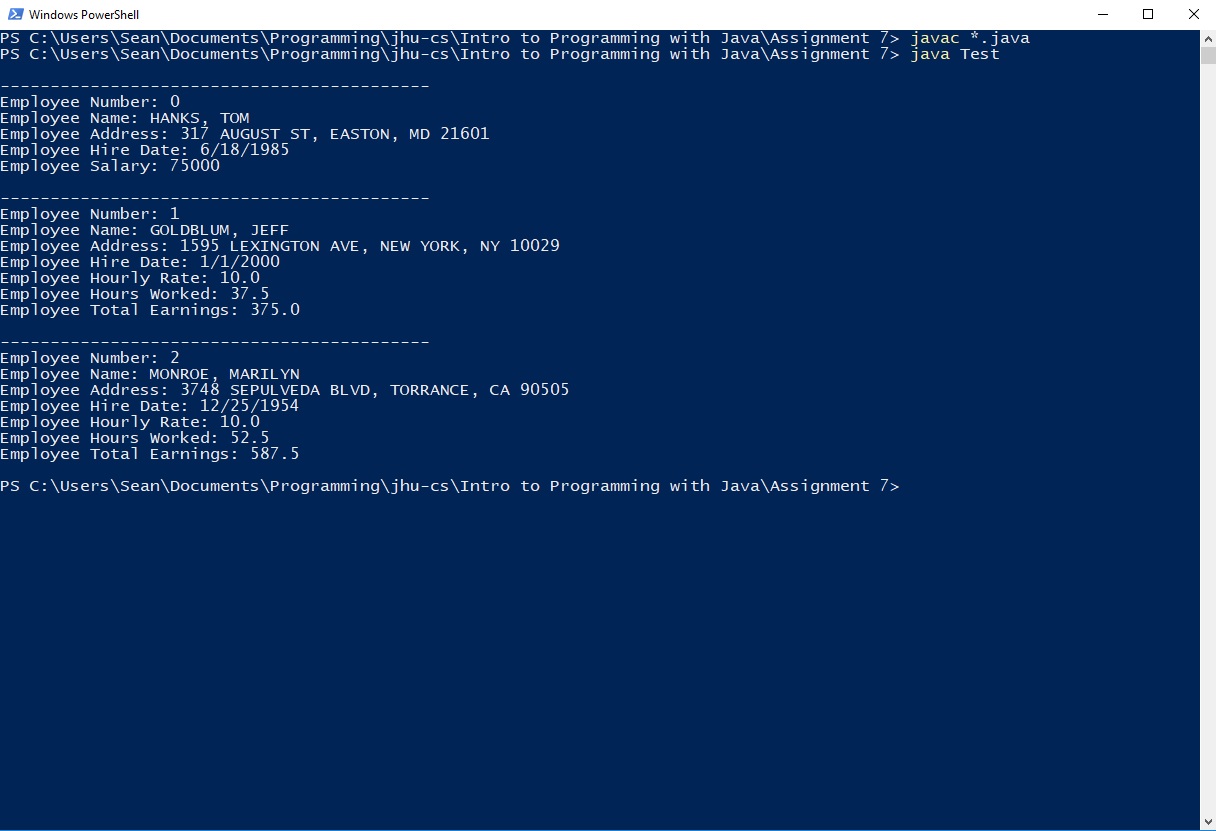 Windows PowerShell
PS C:\Users\Sean\Documents\Programming\jhu-cs\Intro to Programming with Java\Assignment 7> javac *.java
PS C:\Users\Sean\Documents\Programming\jhu-cs\Intro to Programming with Java\Assignment 7> java Test
-------------------------------------------
Employee Number: 0
Employee Name: HANKS, TOM
Employee Address: 317 AUGUST ST, EASTON, MD 21601
Employee Hire Date: 6/18/1985
Employee Salary: 75000
-------------------------------------------
Employee Number: 1
Employee Name: GOLDBLUM, JEFF
Employee Address: 1595 LEXINGTON AVE, NEW YORK, NY 10029
Employee Hire Date: 1/1/2000
Employee Hourly Rate: 10.0
Employee Hours Worked: 37.5
Employee Total Earnings: 375.0
-------------------------------------------
Employee Number: 2
Employee Name: MONROE, MARILYN
Employee Address: 3748 SEPULVEDA BLVD, TORRANCE, CA 90505
Employee Hire Date: 12/25/1954
Employee Hourly Rate: 10.0
Employee Hours Worked: 52.5
Employee Total Earnings: 587.5
PS C:\Users\Sean\Documents\Programming\jhu-cs\Intro to Programming with Java\Assignment 7>